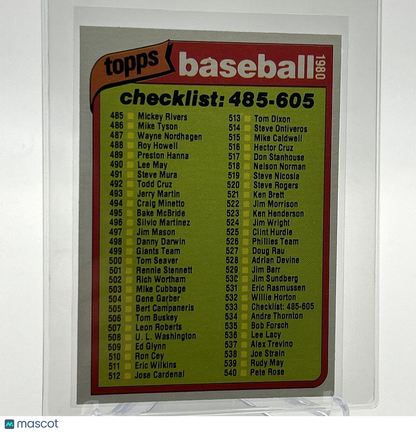 topps
baseball
1980
checklist: 485-605
485 Mickey Rivers
486 Mike Tyson
487 Wayne Nordhagen
488 Roy Howell
489 Preston Hanna
490 Lee May
491 Steve Mura
492 Todd Cruz
493 Jerry Martin
494 Craig Minetto
495 Bake McBride
496 Silvio Martinez
497 Jim Mason
498 Danny Darwin
499 Giants Team
500 Tom Seaver
501 Rennie Stennett
502 Rich Wortham
503 Mike Cubbage
504 Gene Garber
505 Bert Campaneris
506 Tom Buskey
507 Leon Roberts
508 U. L. Washington
509 Ed Glynn
510 Ron Cey
511 Eric Wilkins
512 Jose Cardenal
513 Tom Dixon
514 Steve Ontiveros
515 Mike Caldwell
516 Hector Cruz
517 Don Stanhouse
518 Nelson Norman
519 Steve Nicosia
520 Steve Rogers
521 Ken Brett
522 Jim Morrison
523 Ken Henderson
524 Jim Wright
525 Clint Hurdle
526 Phillies Team
527 Doug Rau
528 Adrian Devine
529 Jim Barr
530 Jim Sundberg
531 Eric Rasmussen
532 Willie Horton
533 Checklist: 485-605
534 Andre Thornton
535 Bob Forsch
536 Lee Lacy
537 Alex Trevino
538 Joe Strain
539 Rudy May
540 Pete Rose
mascot